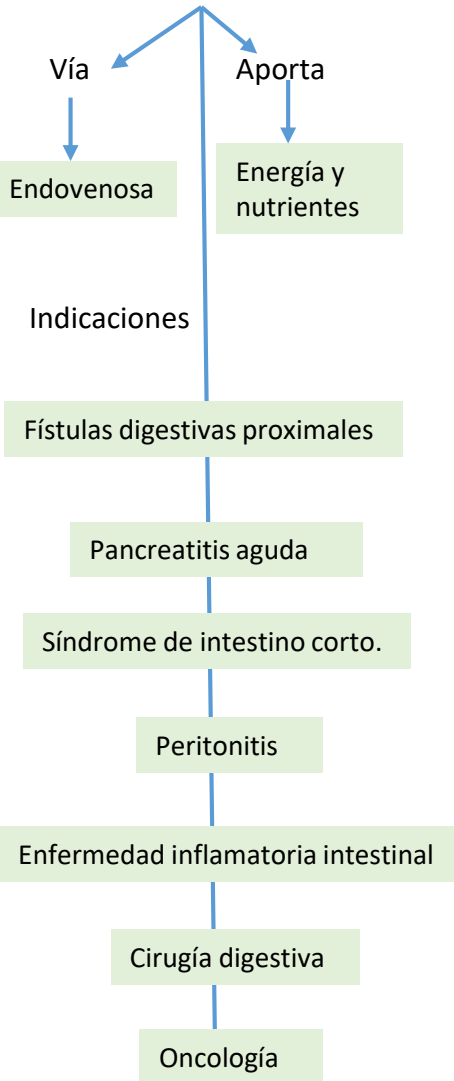 Vía
Aporta
Endovenosa
Energía y
nutrientes
Indicaciones
Fístulas digestivas proximales
Pancreatitis aguda
Síndrome de intestino corto.
Peritonitis
Enfermedad inflamatoria intestinal
Cirugía digestiva
Oncología